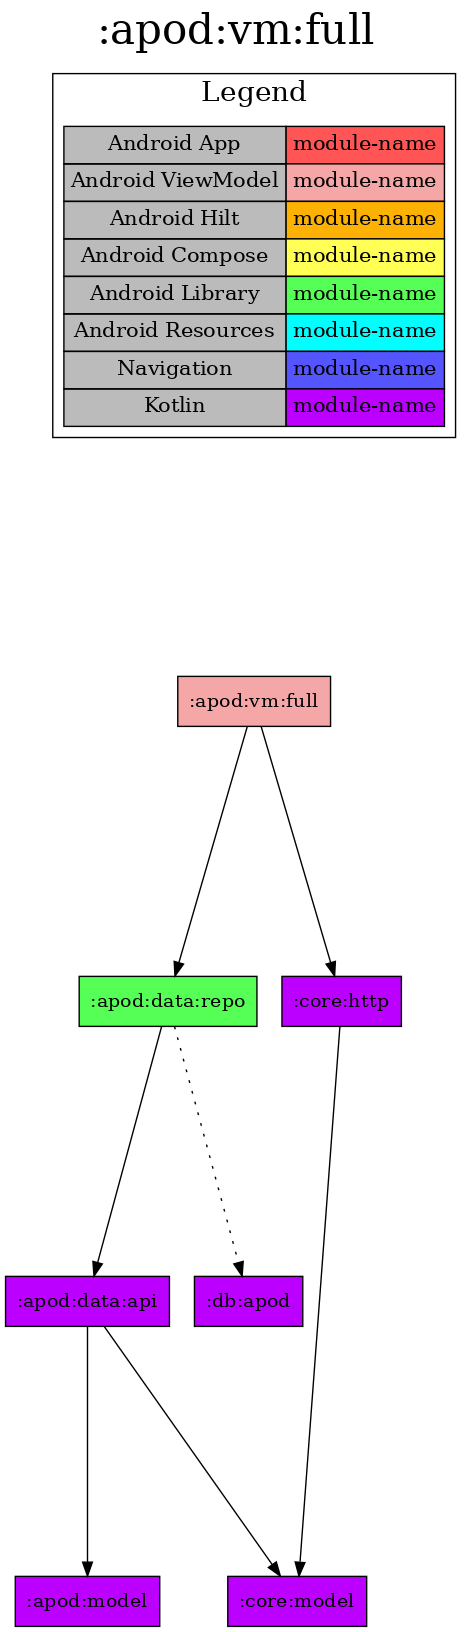 :apod:vm:full
Legend
Android App module-name
Android ViewModel module-name
Android Hilt module-name
Android Compose module-name
Android Library module-name
Android Resources module-name
Navigation module-name
Kotlin module-name
:apod:vm:full
:apod:data:repo :core:http
:apod:data:api :db:apod
:apod:model :core:model